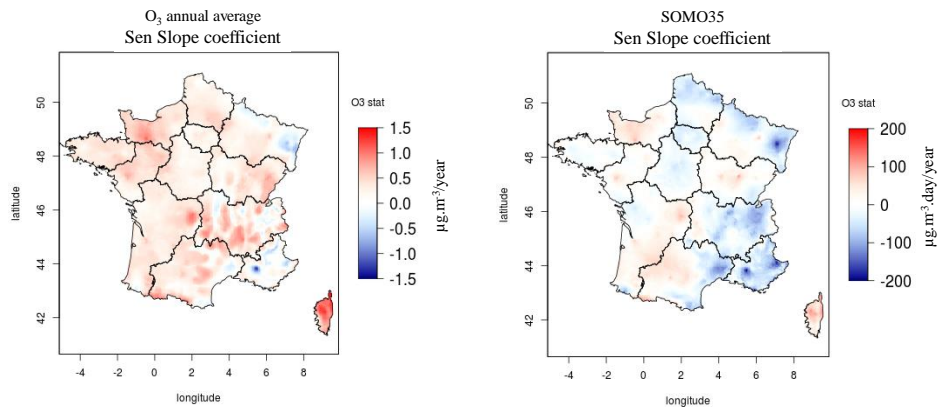 O₃ annual average
Sen Slope coefficient
50
48
46
44
42
latitude
-4 -2 0 2 4 6 8
longitude
O3 stat
1.5
1.0
0.5
0.0
-0.5
-1.0
-1.5
µg.m⁻³/year
SOMO35
Sen Slope coefficient
50
48
46
44
42
latitude
-4 -2 0 2 4 6 8
longitude
O3 stat
200
100
0
-100
-200
µg.m⁻³.day/year